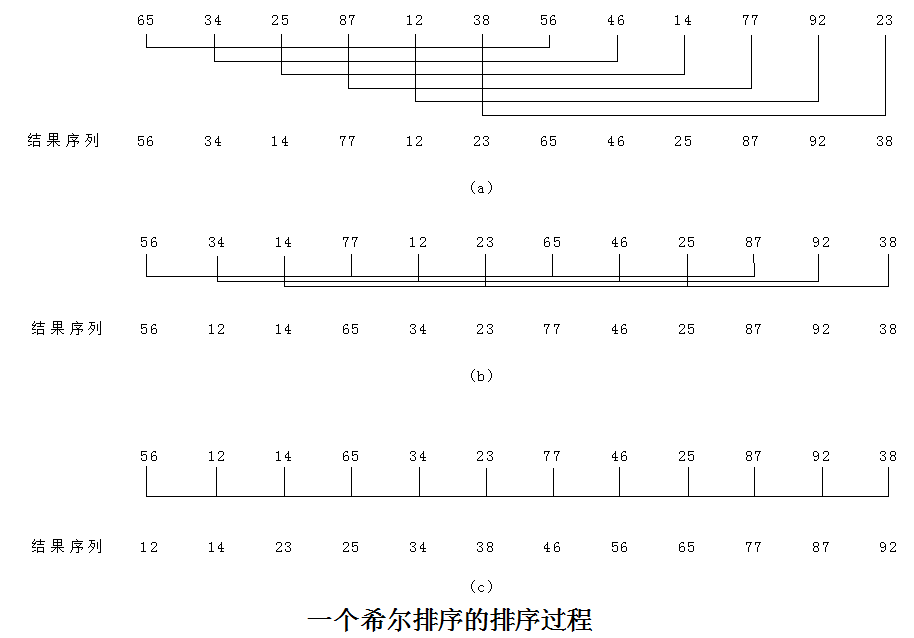 65 34 25 87 12 38 56 46 14 77 92 23
结果序列 56 34 14 77 12 23 65 46 25 87 92 38
(a)
56 34 14 77 12 23 65 46 25 87 92 38
结果序列 56 12 14 65 34 23 77 46 25 87 92 38
(b)
56 12 14 65 34 23 77 46 25 87 92 38
结果序列 12 14 23 25 34 38 46 56 65 77 87 92
(c)
一个希尔排序的排序过程